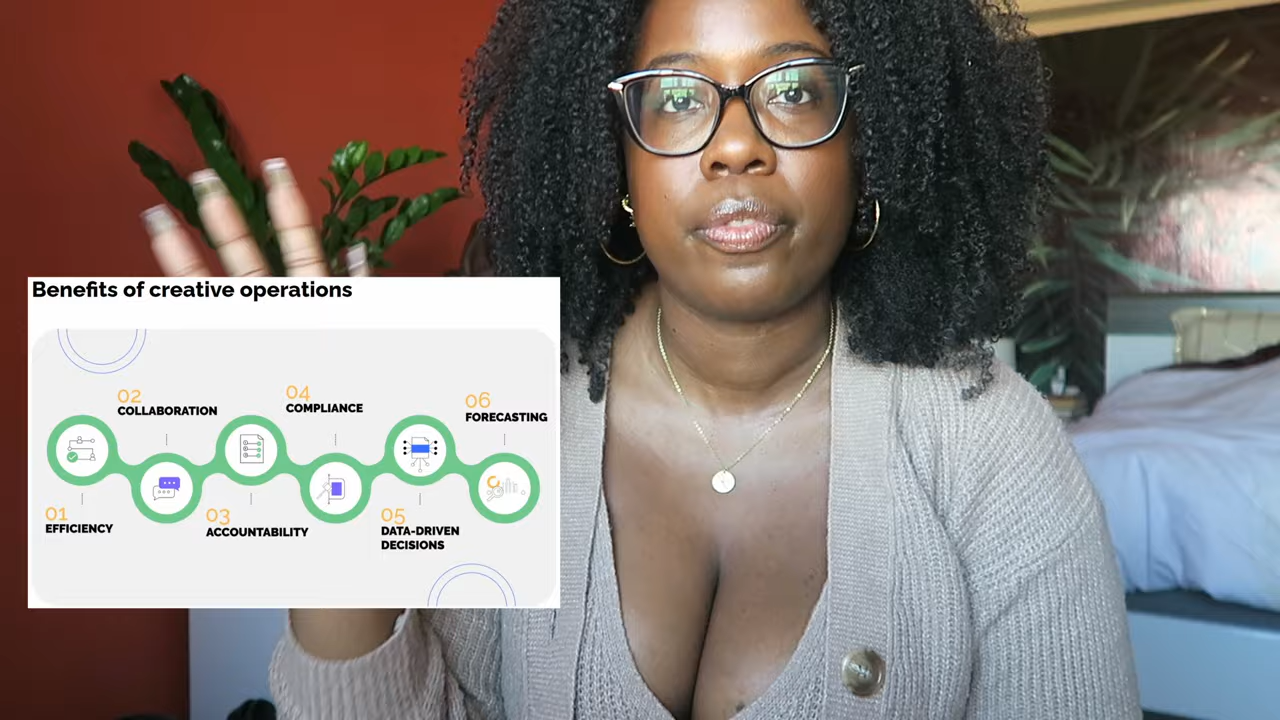 Benefits of creative operations
01
EFFICIENCY
02
COLLABORATION
03
ACCOUNTABILITY
04
COMPLIANCE
05
DATA-DRIVEN
DECISIONS
06
FORECASTING